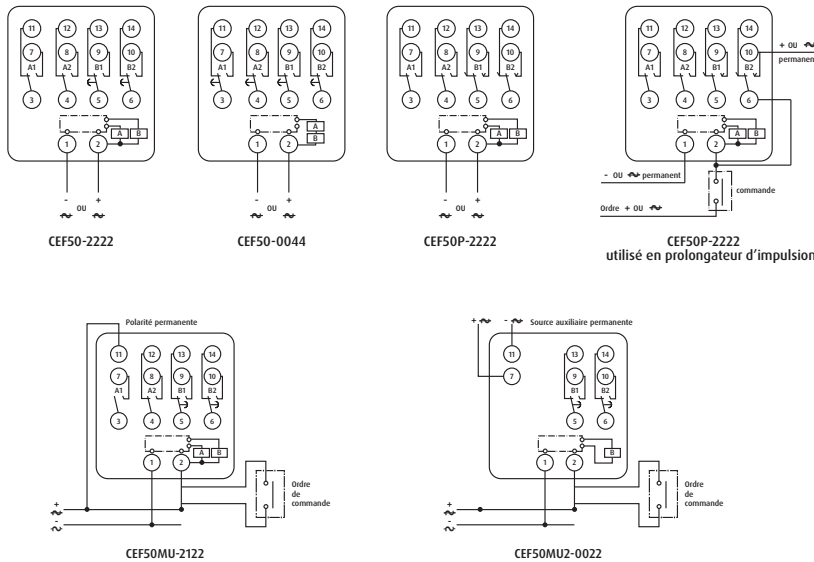 11 12 13 14
7 8 9 10
A1 A2 B1 B2
3 4 5 6
A B
1 2
- +
OU
CEF50-2222
11 12 13 14
7 8 9 10
A1 A2 B1 B2
3 4 5 6
A
B
1 2
- +
OU
CEF50-0044
11 12 13 14
7 8 9 10
A1 A2 B1 B2
3 4 5 6
A B
1 2
- +
OU
CEF50P-2222
11 12 13 14
7 8 9 10
A1 A2 B1 B2
+ OU
permanent
3 4 5 6
A B
1 2
- OU permanent
commande
Ordre + OU
CEF50P-2222
utilisé en prolongateur d'impulsion
Polarité permanente
11 12 13 14
7 8 9 10
A1 A2 B1 B2
3 4 5 6
A B
1 2
Ordre
de
commande
+
-
CEF50MU-2122
+ - Source auxiliaire permanente
11 13 14
7 9 10
B1 B2
5 6
B
1 2
Ordre
de
commande
+
-
CEF50MU2-0022